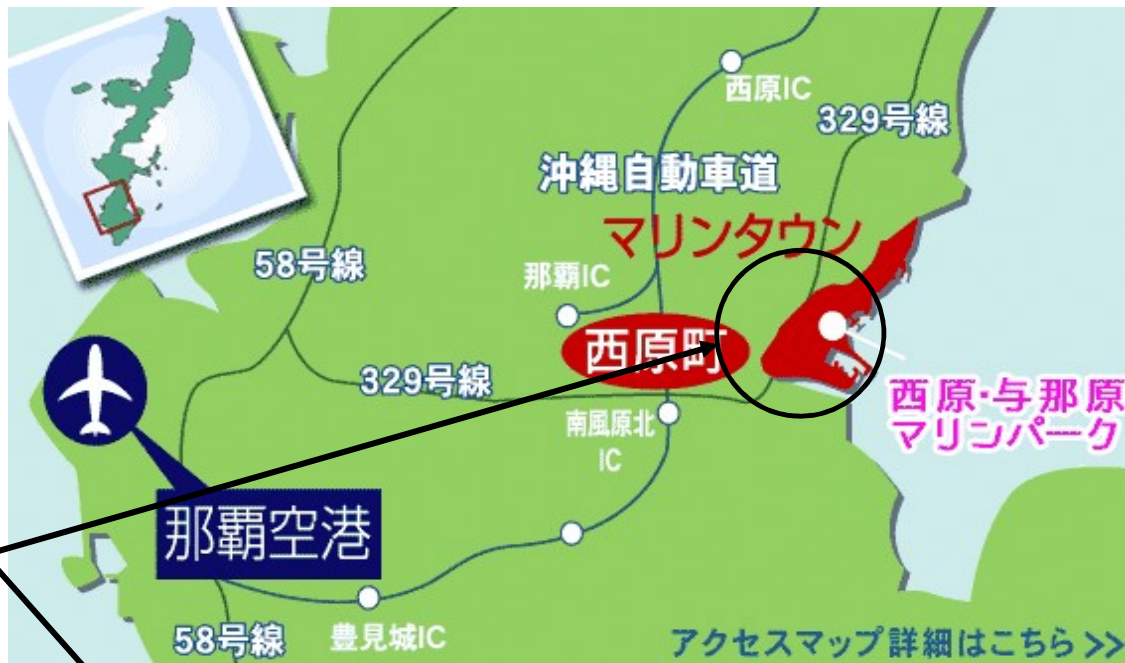 西原IC
329号線
沖縄自動車道
マリンタウン
58号線
那覇IC
西原町
329号線
西原・与那原
マリンパーク
南風原北
IC
那覇空港
58号線
豊見城IC
アクセスマップ詳細はこちら>>